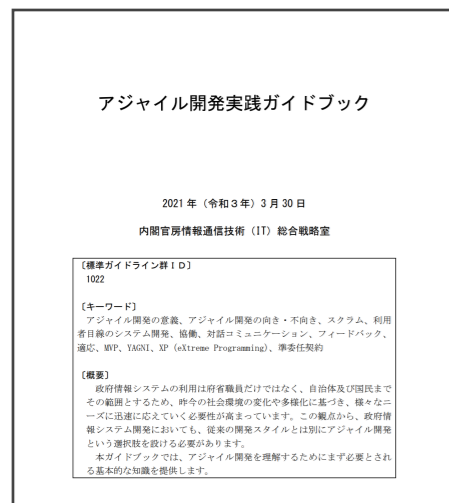 アジャイル開発実践ガイドブック
2021 年（令和３年）3 月 30 日
内閣官房情報通信技術（IT）総合戦略室
〔標準ガイドライン群ＩＤ〕
1022
〔キーワード〕
アジャイル開発の意義、アジャイル開発の向き・不向き、スクラム、利用
者目線のシステム開発、協働、対話コミュニケーション、フィードバック、
適応、MVP、YAGNI、XP（eXtreme Programming）、準委任契約
〔概要〕
政府情報システムの利用は府省職員だけではなく、自治体及び国民まで
その範囲とするため、昨今の社会環境の変化や多様化に基づき、様々なニ
ーズに迅速に応えていく必要性が高まっています。この観点から、政府情
報システム開発においても、従来の開発スタイルとは別にアジャイル開発
という選択肢を設ける必要があります。
本ガイドブックでは、アジャイル開発を理解するためにまず必要とされ
る基本的な知識を提供します。